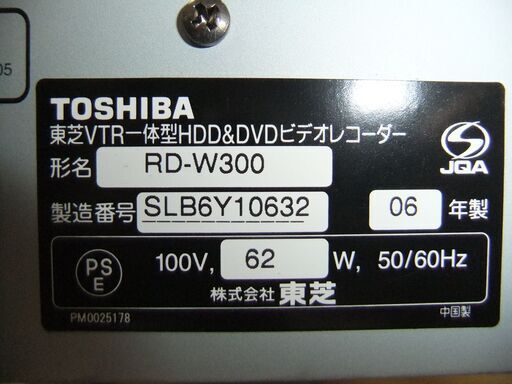 05
TOSHIBA
東芝VTR一体型HDD&DVDビデオレコーダー
JQA
形名 RD-W300
製造番号 SLB6Y10632 06 年製
PS
E
100V, 62 W, 50/60Hz
株式会社 東芝
PM0025178
中国製